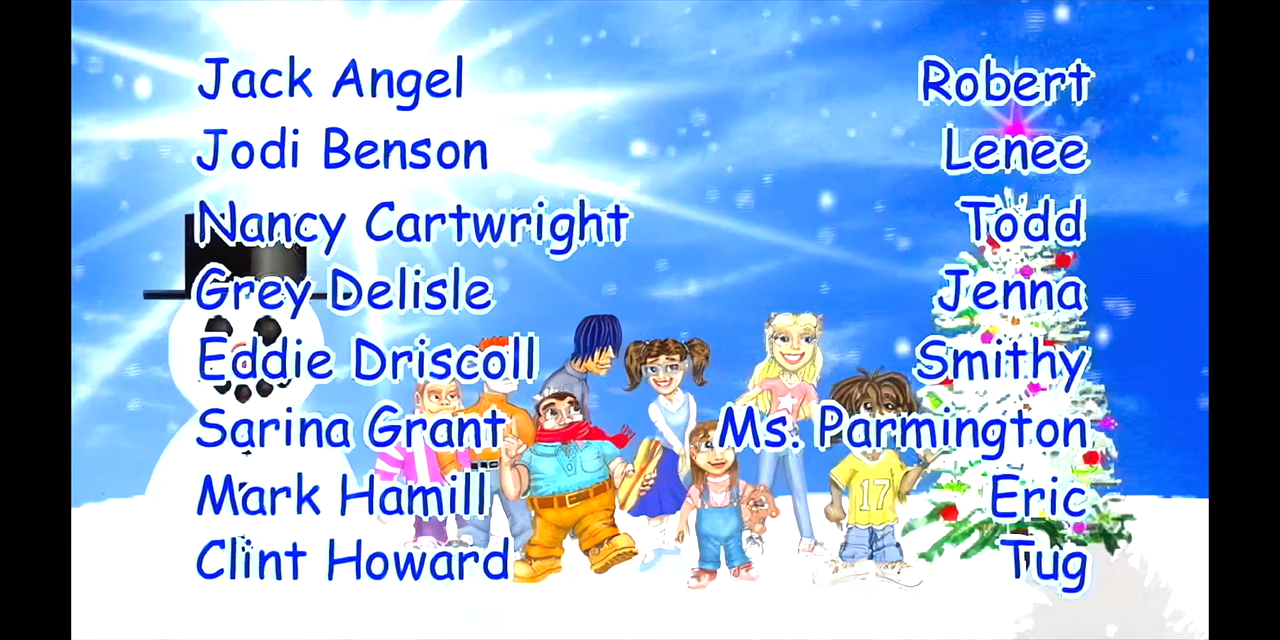 Jack Angel Robert
Jodi Benson Lenee
Nancy Cartwright Todd
Grey Delisle Jenna
Eddie Driscoll Smithy
Sarina Grant Ms. Parmington
Mark Hamill Eric
Clint Howard Tug
17